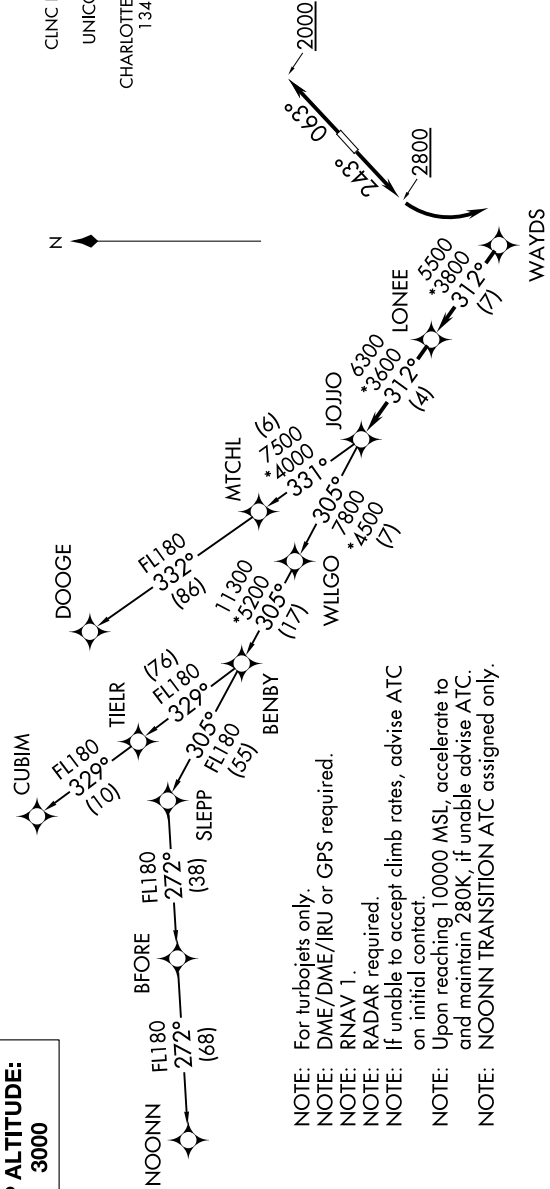 CLNC
UNICO
CHARLOTTE
134
P ALTITUDE:
3000
N
2000
063°
243°
2800
WAYDS
5500
*3800
312°
(7)
LONEE
6300
*3600
312°
(4)
JOJJO
(6)
7500
*4000
331°
MTCHL
FL180
332°
(86)
DOOGE
305°
7800
*4500
(7)
WLLGO
11300
*5200
305°
(17)
BENBY
(76)
FL180
329°
TIELR
FL180
329°
(10)
CUBIM
305°
FL180
(55)
SLEPP
FL180
272°
(38)
BFORE
FL180
272°
(68)
NOONN
NOTE: For turbojets only.
NOTE: DME/DME/IRU or GPS required.
NOTE: RNAV 1.
NOTE: RADAR required.
NOTE: If unable to accept climb rates, advise ATC
on initial contact.
NOTE: Upon reaching 10000 MSL, accelerate to
and maintain 280K, if unable advise ATC.
NOTE: NOONN TRANSITION ATC assigned only.